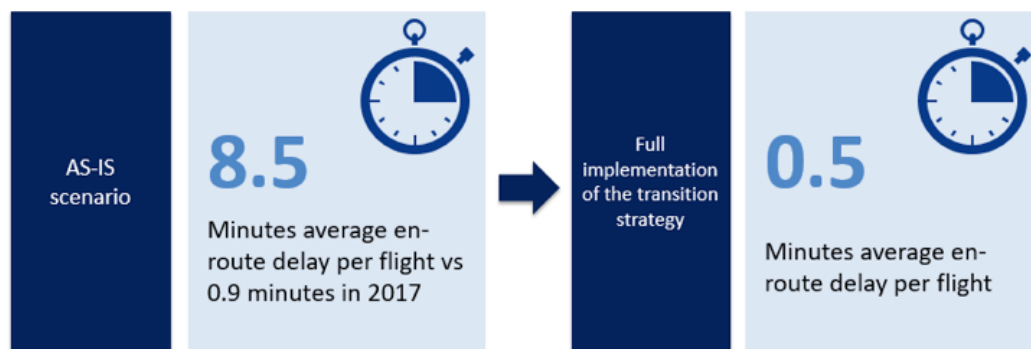 AS-IS
scenario
8.5
Minutes average en-
route delay per flight vs
0.9 minutes in 2017
Full
implementation
of the transition
strategy
0.5
Minutes average en-
route delay per flight